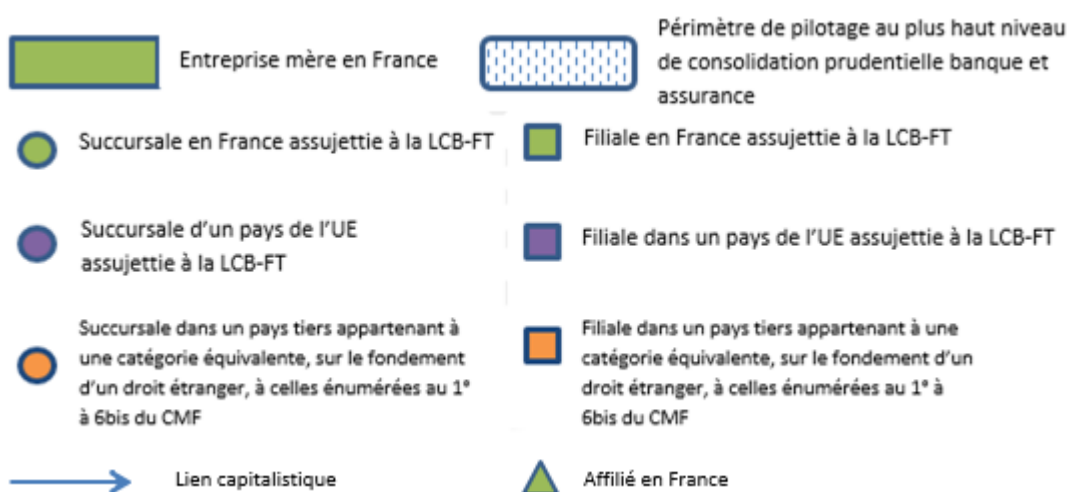 Entreprise mère en France
Périmètre de pilotage au plus haut niveau
de consolidation prudentielle banque et
assurance
Succursale en France assujettie à la LCB-FT
Filiale en France assujettie à la LCB-FT
Succursale d'un pays de l'UE
assujettie à la LCB-FT
Filiale dans un pays de l'UE assujettie à la LCB-FT
Succursale dans un pays tiers appartenant à
une catégorie équivalente, sur le fondement
d'un droit étranger, à celles énumérées au 1°
à 6bis du CMF
Filiale dans un pays tiers appartenant à une
catégorie équivalente, sur le fondement d'un
droit étranger, à celles énumérées au 1° à
6bis du CMF
Lien capitalistique
Affilié en France